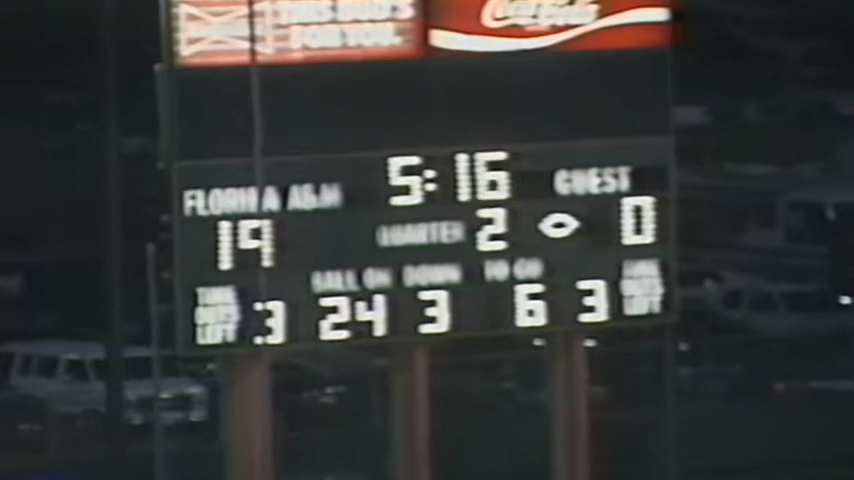 THIS BUD'S
FOR YOU.
Coca-Cola
5:16
FLORIDA A&M GUEST
19 QUARTER 2 0
BALL ON DOWN TO GO
TIME OUTS LEFT 3 24 3 6 3 TIME OUTS LEFT